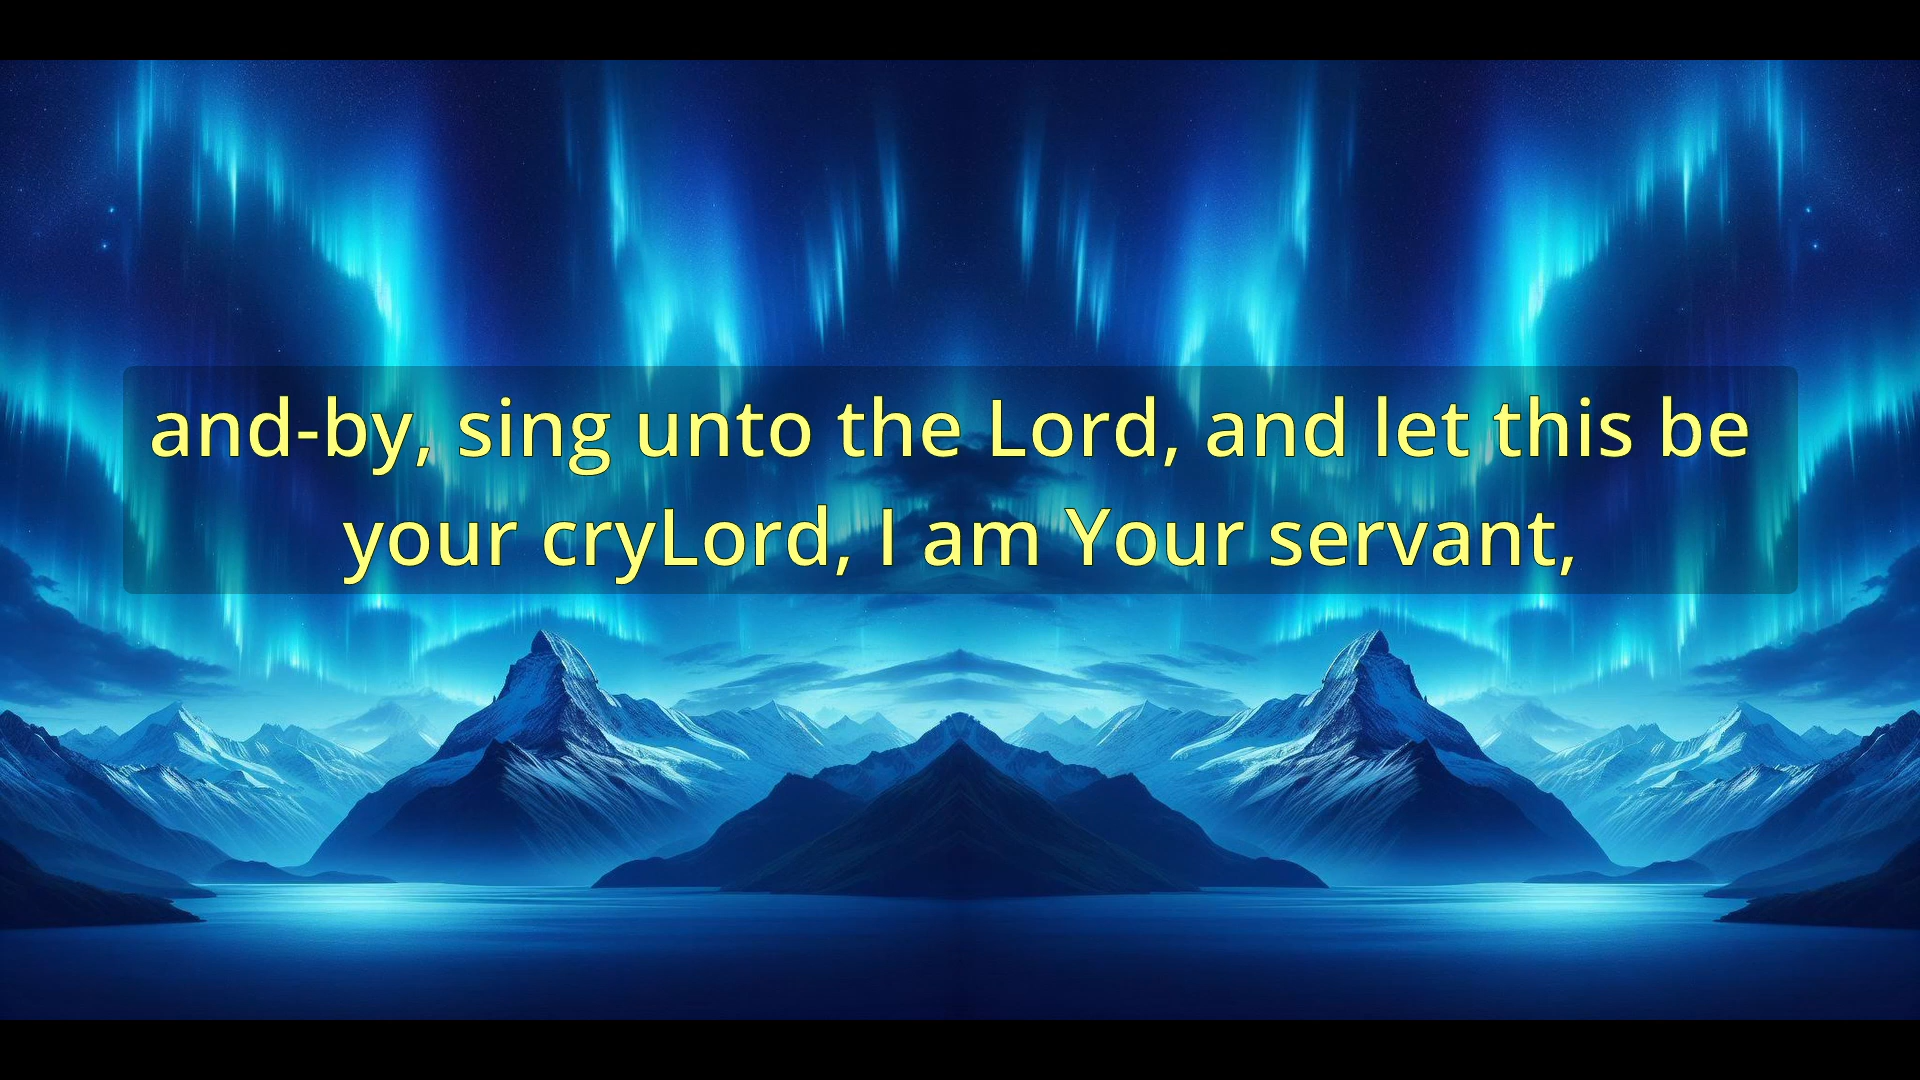 and-by, sing unto the Lord, and let this be
your cryLord, I am Your servant,